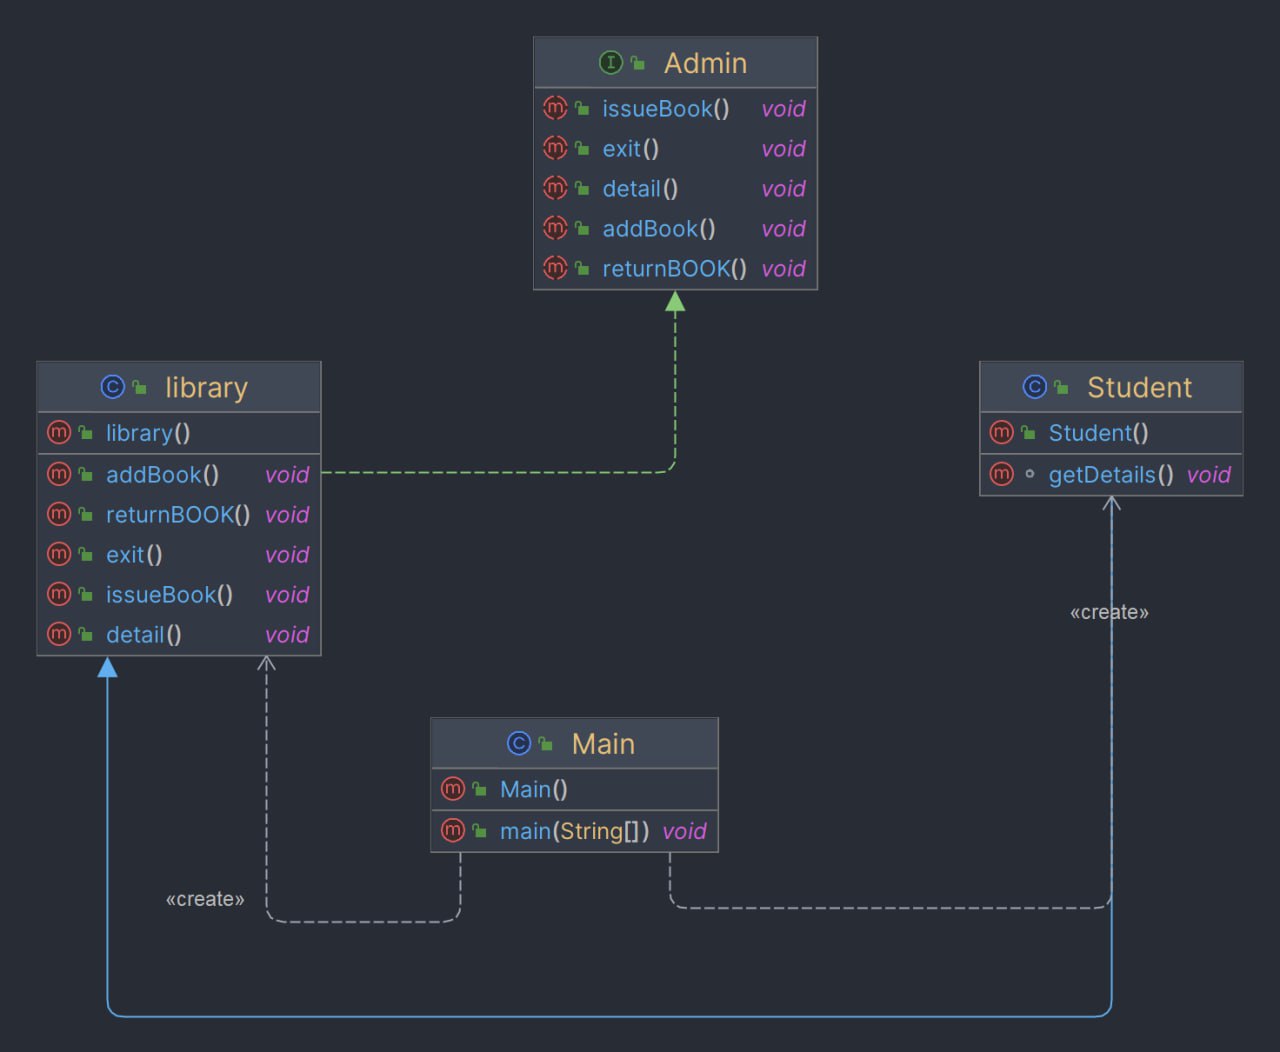 Admin
issueBook() void
exit() void
detail() void
addBook() void
returnBOOK() void
library
library()
addBook() void
returnBOOK() void
exit() void
issueBook() void
detail() void
Student
Student()
getDetails() void
«create»
Main
Main()
main(String[]) void
«create»